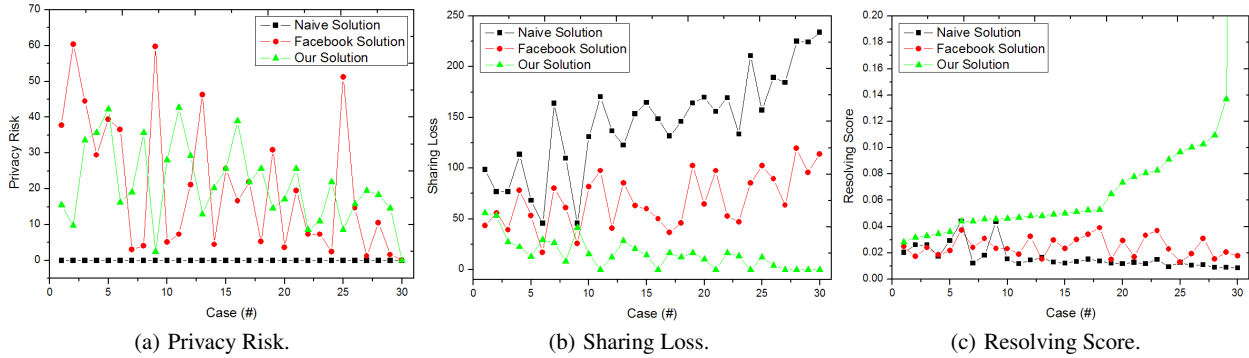 70
60
50
40
30
20
10
0
Privacy Risk
0
5
10
15
20
25
30
Case (#)
Naive Solution
Facebook Solution
Our Solution
(a) Privacy Risk.
250
200
150
100
50
0
Sharing Loss
0
5
10
15
20
25
30
Case (#)
Naive Solution
Facebook Solution
Our Solution
(b) Sharing Loss.
0.20
0.18
0.16
0.14
0.12
0.10
0.08
0.06
0.04
0.02
0.00
Resolving Score
0
5
10
15
20
25
30
Case (#)
Naive Solution
Facebook Solution
Our Solution
(c) Resolving Score.